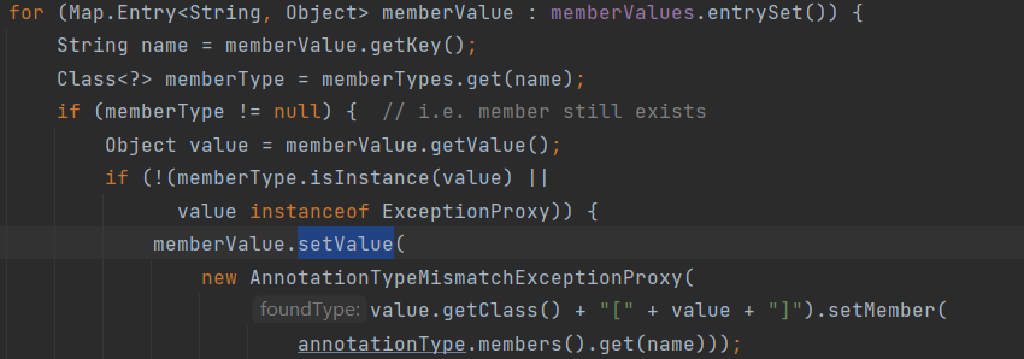 for (Map.Entry<String, Object> memberValue : memberValues.entrySet()) {
String name = memberValue.getKey();
Class<?> memberType = memberTypes.get(name);
if (memberType != null) {  // i.e. member still exists
Object value = memberValue.getValue();
if (!(memberType.isInstance(value) ||
value instanceof ExceptionProxy)) {
memberValue.setValue(
new AnnotationTypeMismatchExceptionProxy(
foundType: value.getClass() + "[" + value + "]").setMember(
annotationType.members().get(name)));